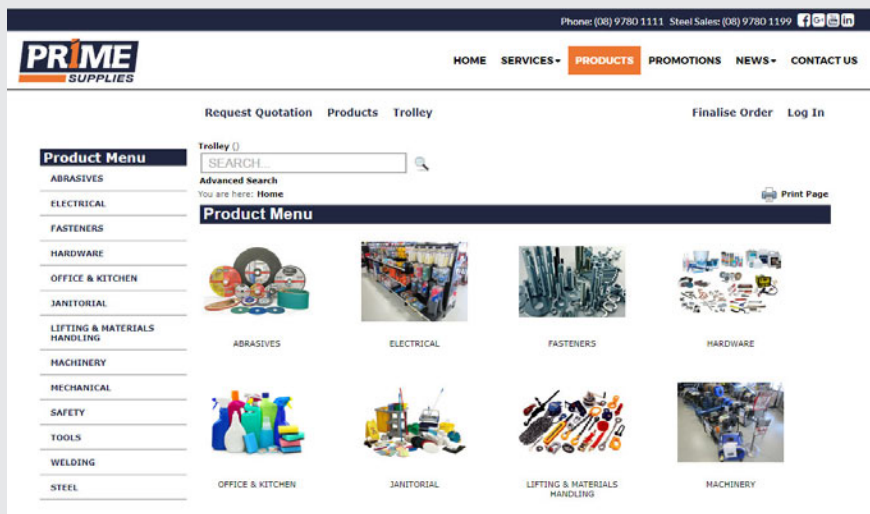 Phone: (08) 9780 1111 Steel Sales: (08) 9780 1199
PR1ME
SUPPLIES
HOME SERVICES PRODUCTS PROMOTIONS NEWS CONTACT US
Request Quotation Products Trolley Finalise Order Log In
Trolley ()
SEARCH...
Advanced Search
You are here: Home
Print Page
Product Menu
ABRASIVES
ELECTRICAL
FASTENERS
HARDWARE
OFFICE & KITCHEN
JANITORIAL
LIFTING & MATERIALS
HANDLING
MACHINERY
MECHANICAL
SAFETY
TOOLS
WELDING
STEEL
Product Menu
ABRASIVES
ELECTRICAL
FASTENERS
HARDWARE
OFFICE & KITCHEN
JANITORIAL
LIFTING & MATERIALS
HANDLING
MACHINERY